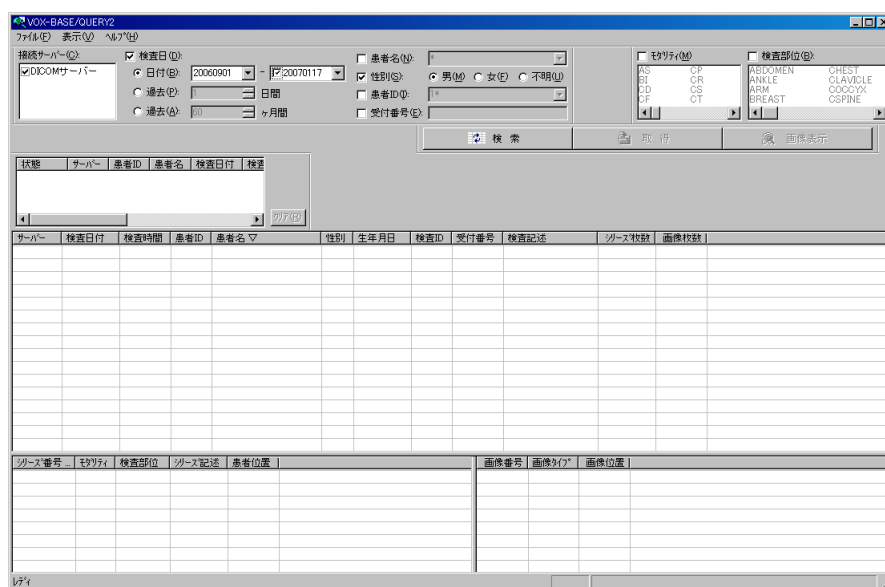 VOX-BASE/QUERY2
ファイル(F) 表示(V) ヘルプ(H)
接続サーバー(C):
DICOMサーバー
検査日(D):
日付(B): 20060901 - 20070117
過去(P): 1 日間
過去(A): 60 ヶ月間
患者名(N): *
性別(S): 男(M) 女(F) 不明(U)
患者ID(I): 1*
受付番号(E):
モダリティ(M)
AS CP
BI CR
CD CS
CF CT
検査部位(B):
ABDOMEN CHEST
ANKLE CLAVICLE
ARM COCCYX
BREAST CSPINE
検 索 取 得 画像表示
状態 サーバー 患者ID 患者名 検査日付 検査
クリア(R)
サーバー 検査日付 検査時間 患者ID 患者名 ▽ 性別 生年月日 検査ID 受付番号 検査記述 シリーズ枚数 画像枚数
シリーズ番号 ... モダリティ 検査部位 シリーズ記述 患者位置
画像番号 画像タイプ 画像位置
レディ